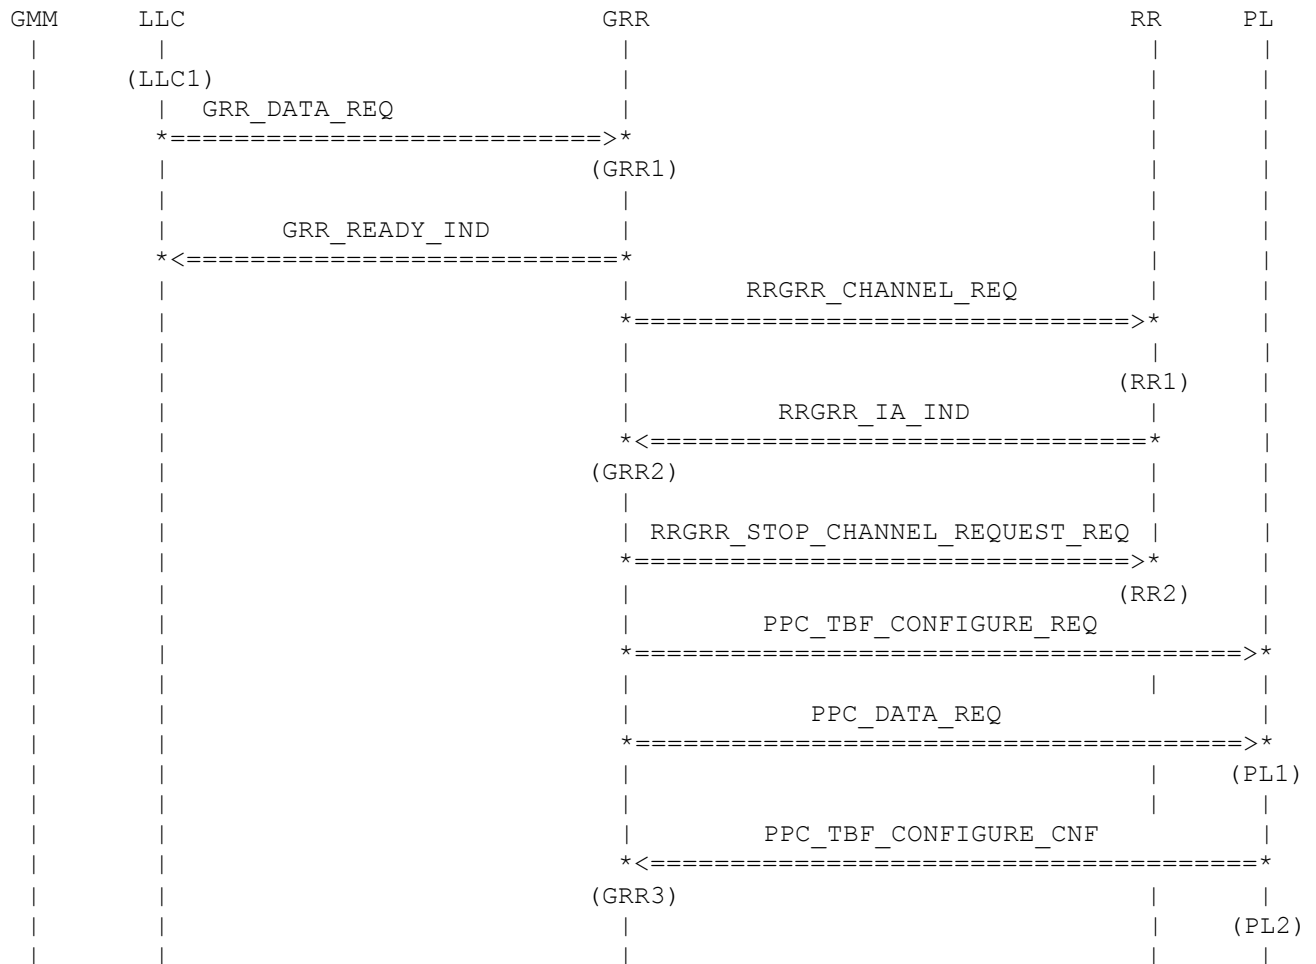 GMM LLC GRR RR PL
| | | | |
| (LLC1) | | |
| | GRR_DATA_REQ | | |
| *===========================>* | |
| | (GRR1) | |
| | | | |
| | GRR_READY_IND | | |
| *<===========================* | |
| | | RRGRR_CHANNEL_REQ | |
| | *===============================>* |
| | | | |
| | | (RR1) |
| | | RRGRR_IA_IND | |
| | *<===============================* |
| | (GRR2) | |
| | | | |
| | | RRGRR_STOP_CHANNEL_REQUEST_REQ | |
| | *===============================>* |
| | | (RR2) |
| | | PPC_TBF_CONFIGURE_REQ |
| | *======================================>*
| | | | |
| | | PPC_DATA_REQ |
| | *======================================>*
| | | | (PL1)
| | | | |
| | | PPC_TBF_CONFIGURE_CNF |
| | *<======================================*
| | (GRR3) | |
| | | | (PL2)
| | | | |